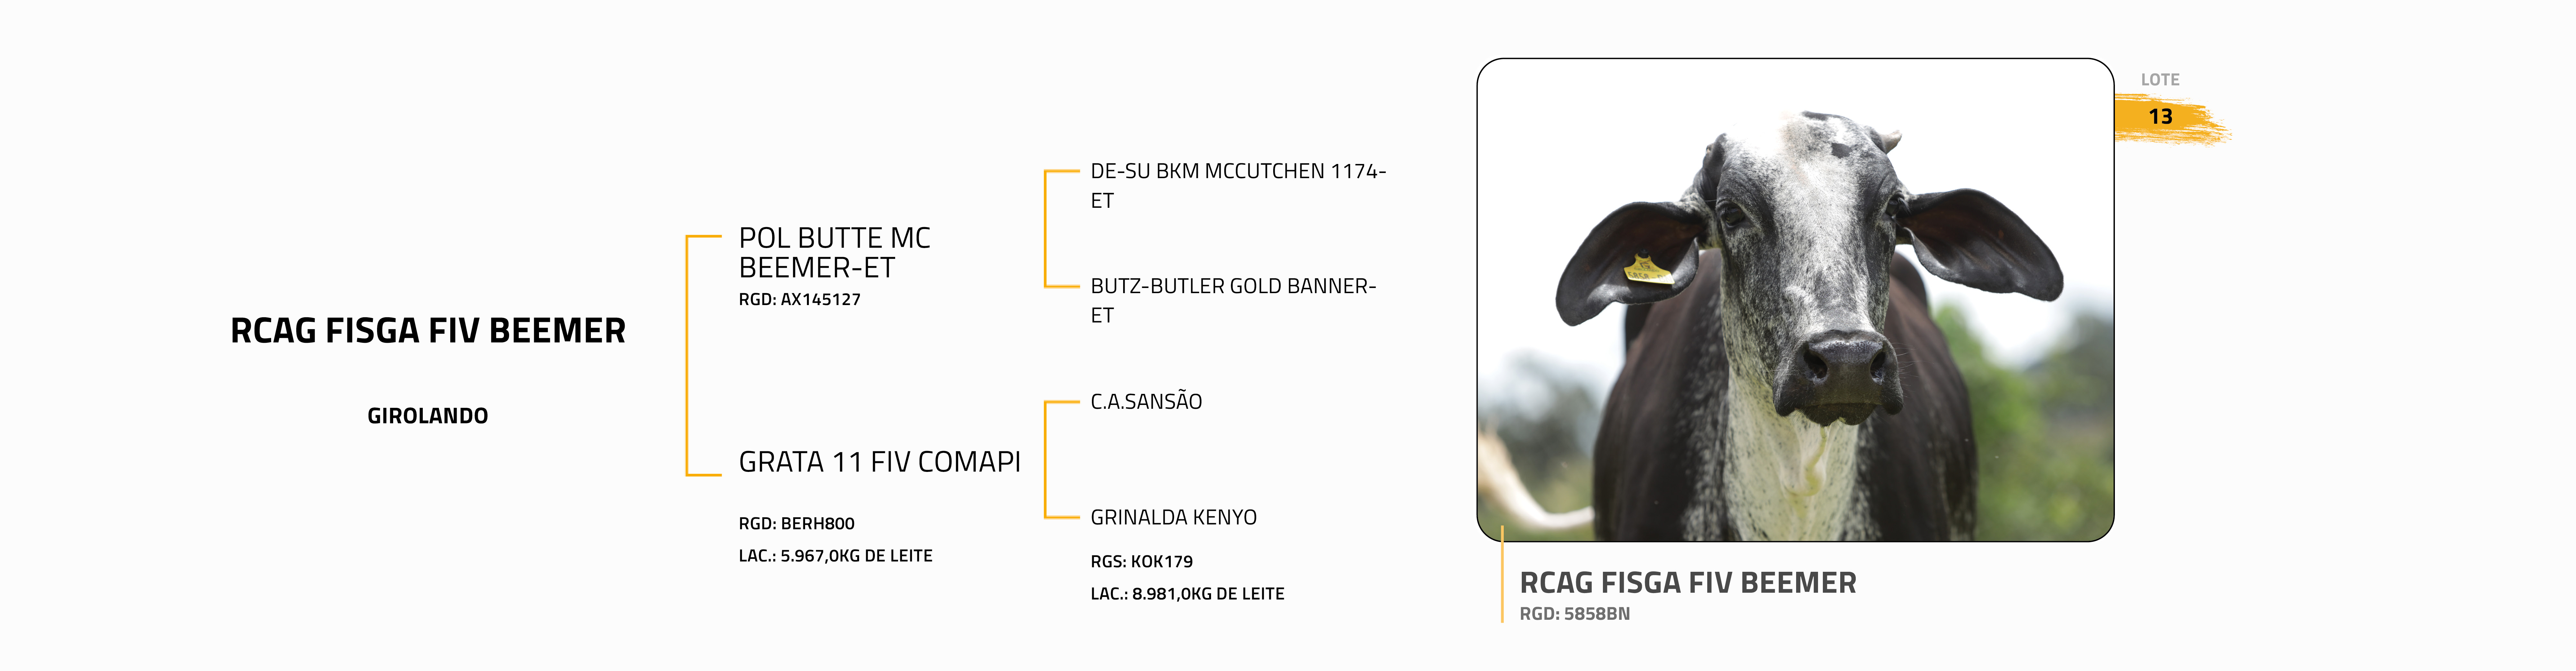 RCAG FISGA FIV BEEMER
GIROLANDO
POL BUTTE MC
BEEMER-ET
RGD: AX145127
GRATA 11 FIV COMAPI
RGD: BERH800
LAC.: 5.967,0KG DE LEITE
DE-SU BKM MCCUTCHEN 1174-
ET
BUTZ-BUTLER GOLD BANNER-
ET
C.A.SANSÃO
GRINALDA KENYO
RGS: KOK179
LAC.: 8.981,0KG DE LEITE
LOTE
13
RCAG FISGA FIV BEEMER
RGD: 5858BN